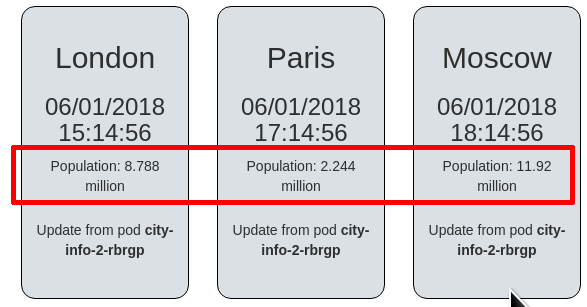 London
06/01/2018
15:14:56
Population: 8.788
million
Update from pod city-
info-2-rbrgp
Paris
06/01/2018
17:14:56
Population: 2.244
million
Update from pod city-
info-2-rbrgp
Moscow
06/01/2018
18:14:56
Population: 11.92
million
Update from pod city-
info-2-rbrgp